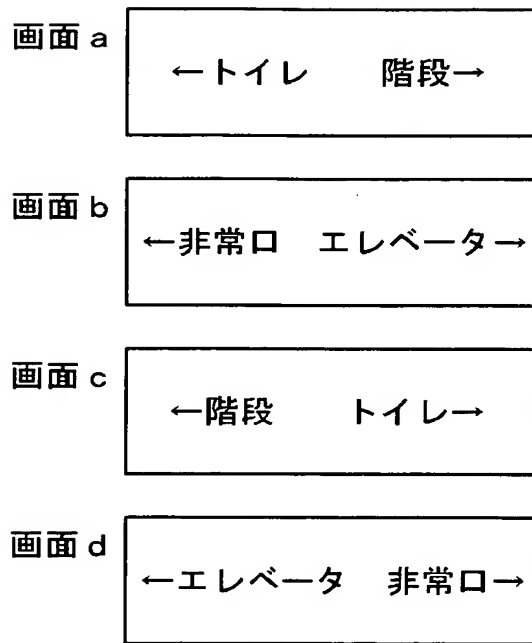 画面a
←トイレ 階段→
画面b
←非常口 エレベータ→
画面c
←階段 トイレ→
画面d
←エレベータ 非常口→